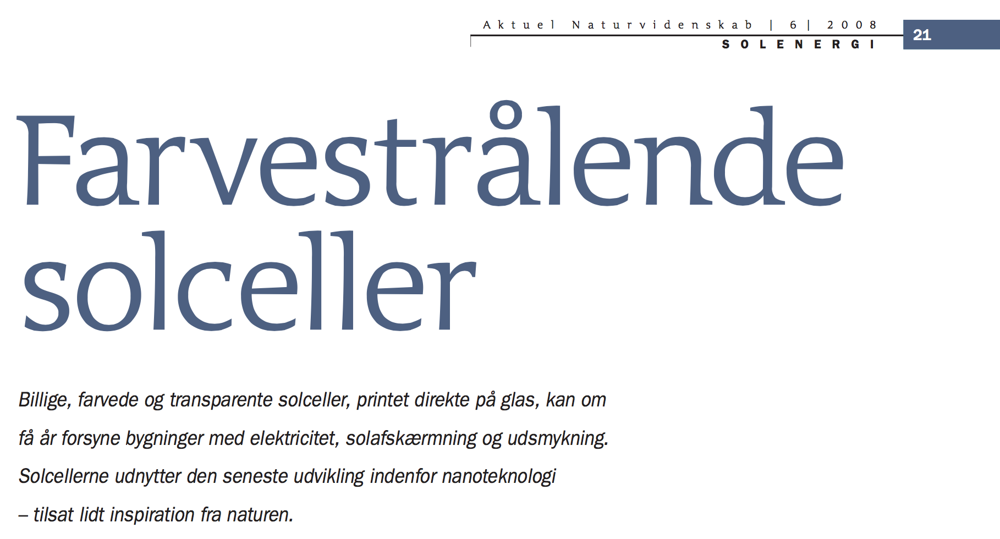 Aktuel Naturvidenskab | 6 | 2008
21
SOLENERGI
Farvestrålende
solceller
Billige, farvede og transparente solceller, printet direkte på glas, kan om
få år forsyne bygninger med elektricitet, solafskærmning og udsmykning.
Solcellerne udnytter den seneste udvikling indenfor nanoteknologi
– tilsat lidt inspiration fra naturen.